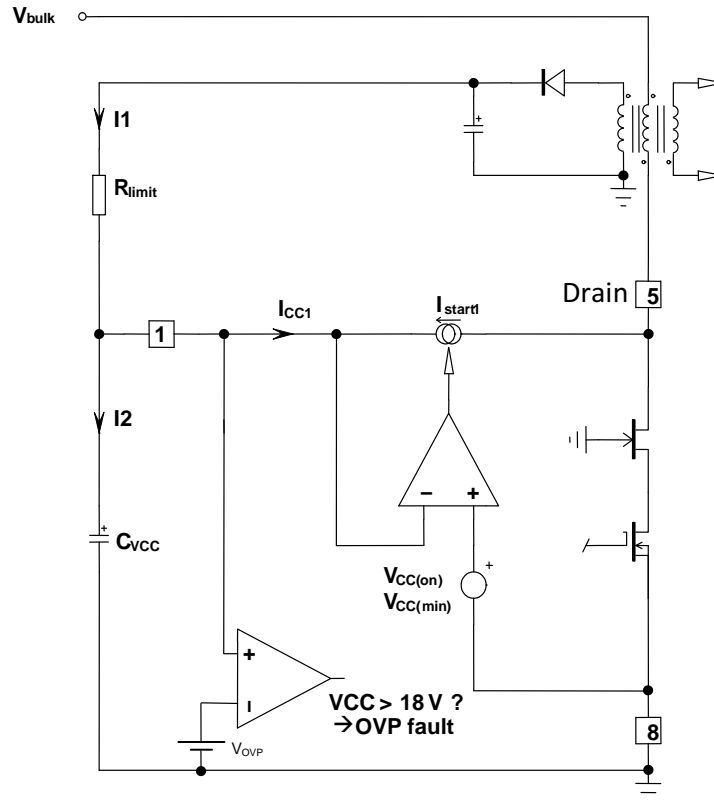 Vbulk
I1
Rlimit
Drain
5
1
ICC1
Istart1
I2
CVCC
VCC(on)
VCC(min)
VCC > 18 V ?
→OVP fault
VOVP
8